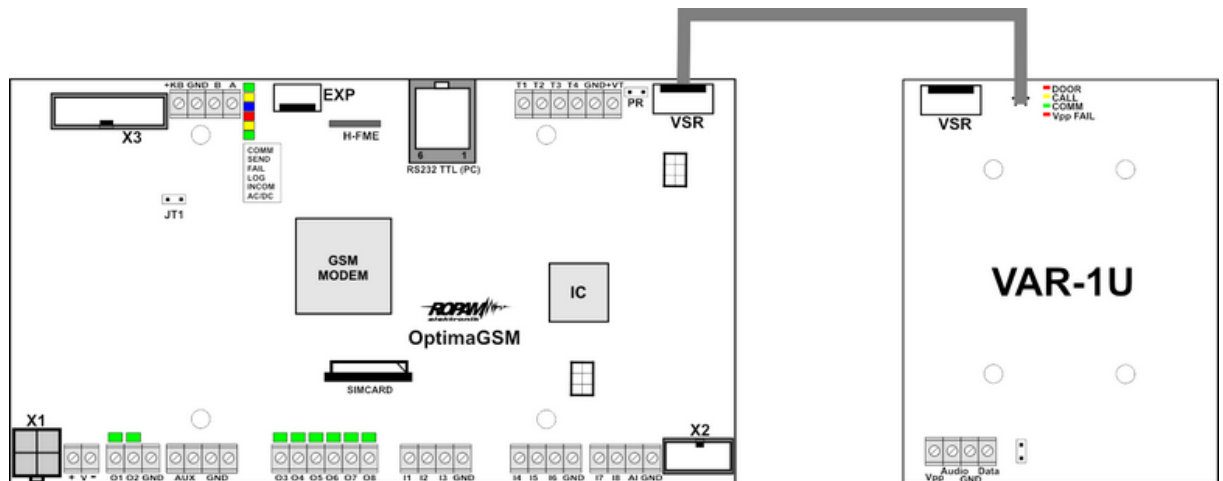 +KB GND B A
EXP
T1 T2 T3 T4 GND+VT
PR
VSR
X3
H-FME
6 1
RS232 TTL (PC)
COMM
SEND
FAIL
LOG
INCOM
AC/DC
JT1
GSM
MODEM
IC
ROPAM
elektronik
OptimaGSM
SIMCARD
X1
X2
+ V -
O1 O2 GND
AUX GND
O3 O4 O5 O6 O7 O8
I1 I2 I3 GND
I4 I5 I6 GND
I7 I8 AI GND
VSR
DOOR
CALL
COMM
Vpp FAIL
VAR-1U
Audio Data
Vpp GND